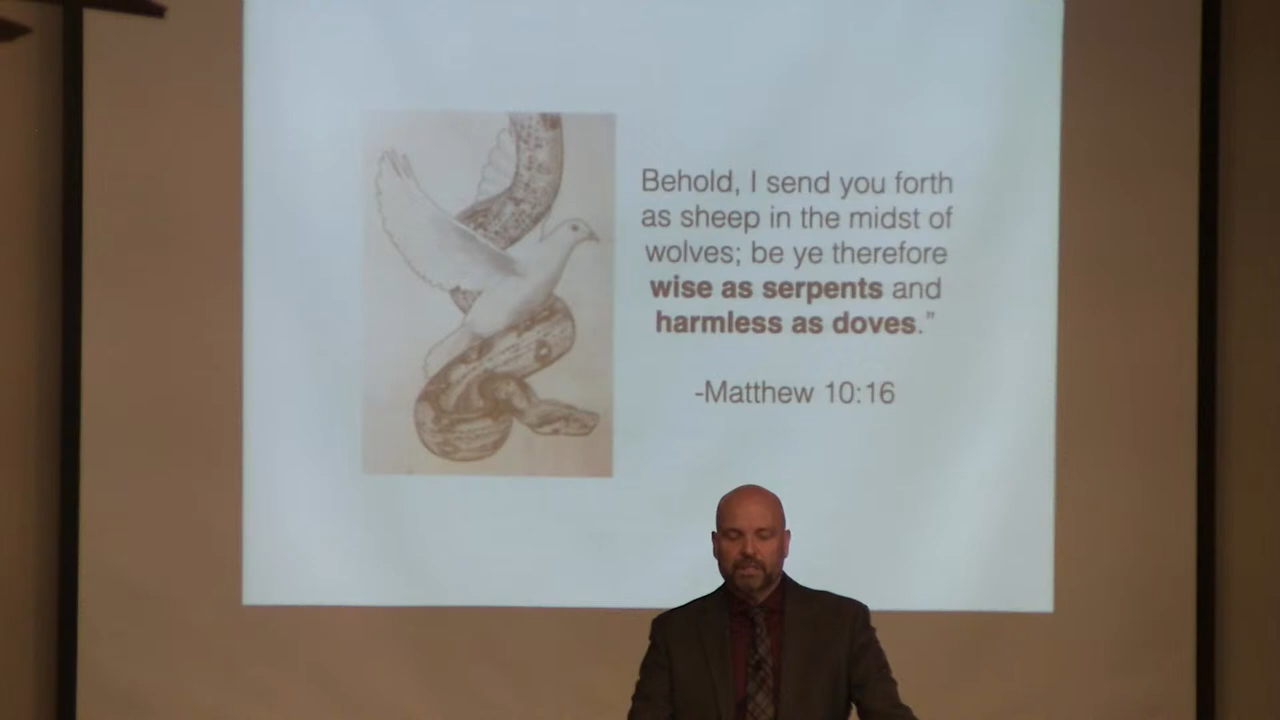 Behold, I send you forth
as sheep in the midst of
wolves; be ye therefore
wise as serpents and
harmless as doves.”
-Matthew 10:16